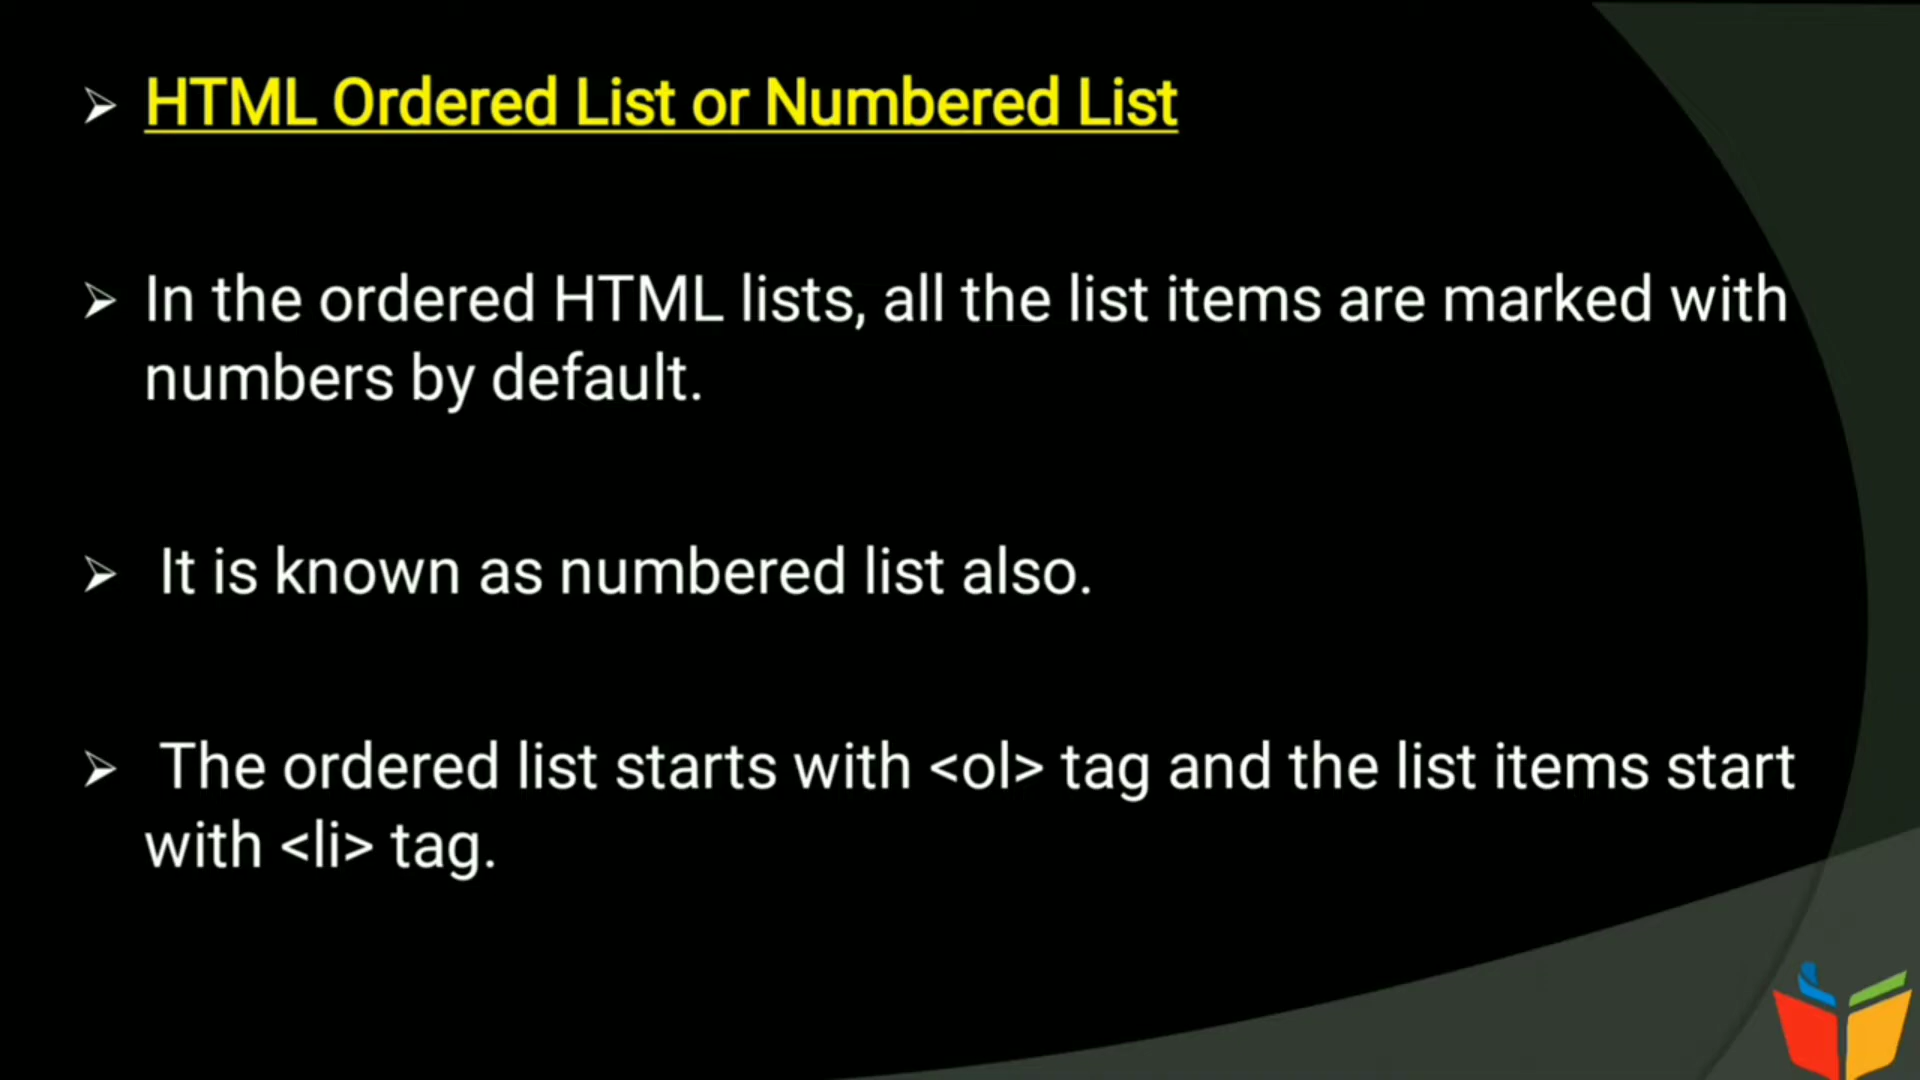 ➢ HTML Ordered List or Numbered List
➢ In the ordered HTML lists, all the list items are marked with
numbers by default.
➢ It is known as numbered list also.
➢ The ordered list starts with <ol> tag and the list items start
with <li> tag.